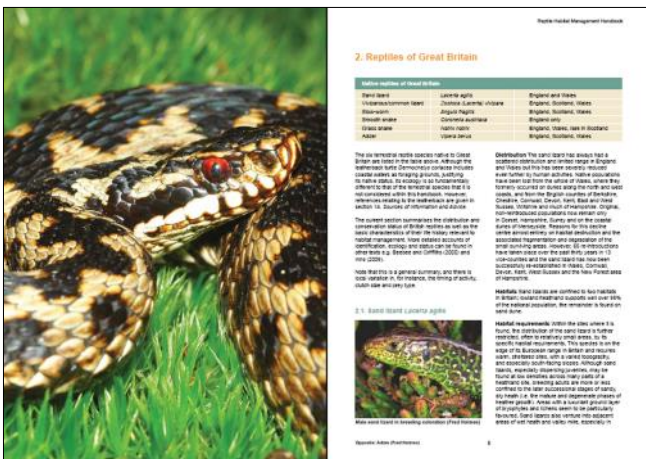 Reptile Habitat Management Handbook
2. Reptiles of Great Britain
Native reptiles of Great Britain
Sand lizard Lacerta agilis England and Wales
Viviparous/common lizard Zootoca (Lacerta) vivipara England, Scotland, Wales
Slow-worm Anguis fragilis England, Scotland, Wales
Smooth snake Coronella austriaca England only
Grass snake Natrix natrix England, Wales, rare in Scotland
Adder Vipera berus England, Scotland, Wales
The six terrestrial reptile species native to Great
Britain are listed in the table above. Although the
leatherback turtle Dermochelys coriacea includes
coastal waters as foraging grounds, justifying
its native status, its ecology is so fundamentally
different to that of the terrestrial species that it is
not considered within this handbook. However,
references relating to the leatherback are given in
section 14. Sources of Information and Advice.
The current section summarises the distribution and
conservation status of British reptiles as well as the
basic characteristics of their life history relevant to
habitat management. More detailed accounts of
identification, ecology and status can be found in
other texts e.g. Beebee and Griffiths (2000) and
Inns (2009).
Note that this is a general summary, and there is
local variation in, for instance, the timing of activity,
clutch size and prey type.
2.1. Sand lizard Lacerta agilis
Male sand lizard in breeding coloration (Fred Holmes)
Distribution The sand lizard has always had a
scattered distribution and limited range in England
and Wales but this has been severely reduced
even further by human activities. Native populations
have been lost from the whole of Wales, where they
formerly occurred on dunes along the north and west
coasts, and from the English counties of Berkshire,
Cheshire, Cornwall, Devon, Kent, East and West
Sussex, Wiltshire and much of Hampshire. Original,
non-reintroduced populations now remain only
in Dorset, Hampshire, Surrey and on the coastal
dunes of Merseyside. Reasons for this decline
centre almost entirely on habitat destruction and the
associated fragmentation and degradation of the
small surviving areas. However, 60 re-introductions
have taken place over the past thirty years in 13
vice-counties and the sand lizard has now been
successfully re-established in Wales, Cornwall,
Devon, Kent, West Sussex and the New Forest area
of Hampshire.
Habitats Sand lizards are confined to two habitats
in Britain; lowland heathland supports well over 90%
of the national population, the remainder is found on
sand dune.
Habitat requirements Within the sites where it is
found, the distribution of the sand lizard is further
restricted, often to relatively small areas, by its
specific habitat requirements. This species is on the
edge of its European range in Britain and requires
warm, sheltered sites, with a varied topography,
and especially south-facing slopes. Although sand
lizards, especially dispersing juveniles, may be
found at low densities across many parts of a
heathland site, breeding adults are more or less
confined to the later successional stages of sandy,
dry heath (i.e. the mature and degenerate phases of
heather growth). Areas with a luxuriant ground layer
of bryophytes and lichens seem to be particularly
favoured. Sand lizards also venture into adjacent
areas of wet heath and valley mire, especially in
Opposite: Adder (Fred Holmes)